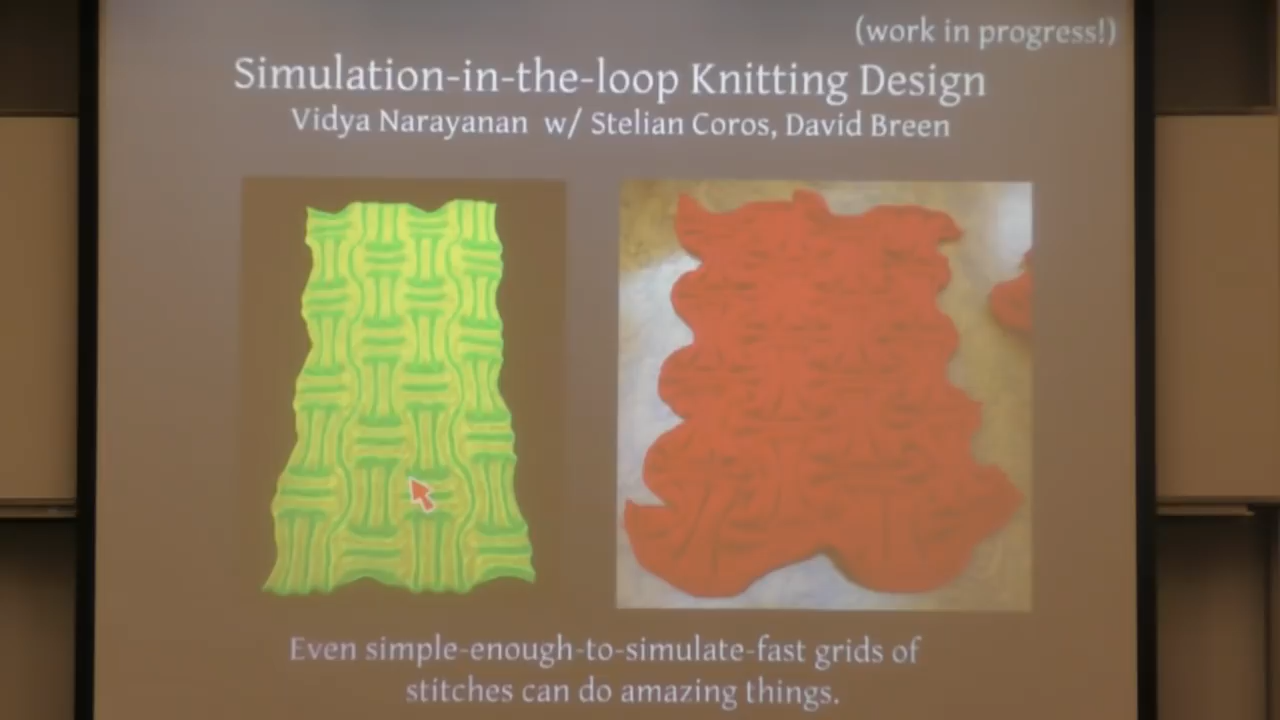 (work in progress!)
Simulation-in-the-loop Knitting Design
Vidya Narayanan w/ Stelian Coros, David Breen
Even simple-enough-to-simulate-fast grids of
stitches can do amazing things.